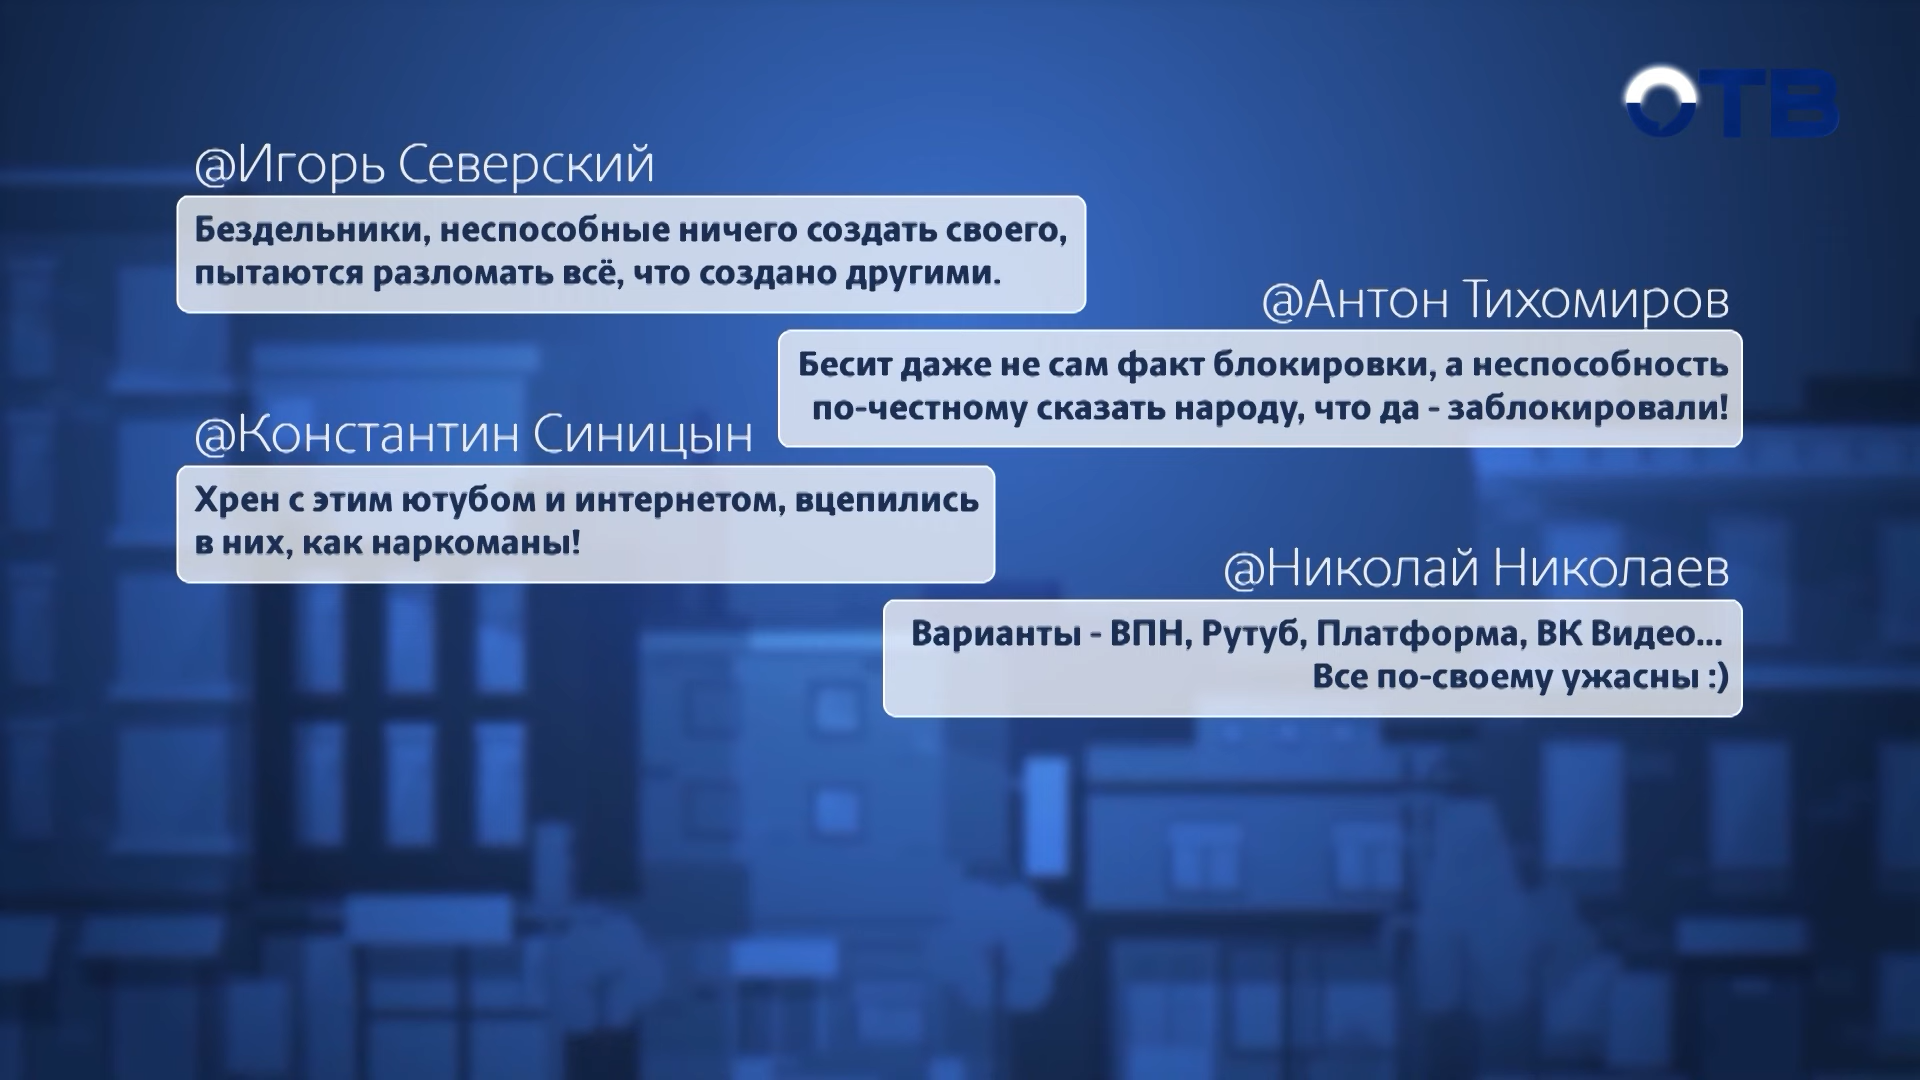 ОТВ
@Игорь Северский
Бездельники, неспособные ничего создать своего,
пытаются разломать всё, что создано другими.
@Антон Тихомиров
Бесит даже не сам факт блокировки, а неспособность
по-честному сказать народу, что да - заблокировали!
@Константин Синицын
Хрен с этим ютубом и интернетом, вцепились
в них, как наркоманы!
@Николай Николаев
Варианты - ВПН, Рутуб, Платформа, ВК Видео...
Все по-своему ужасны :)